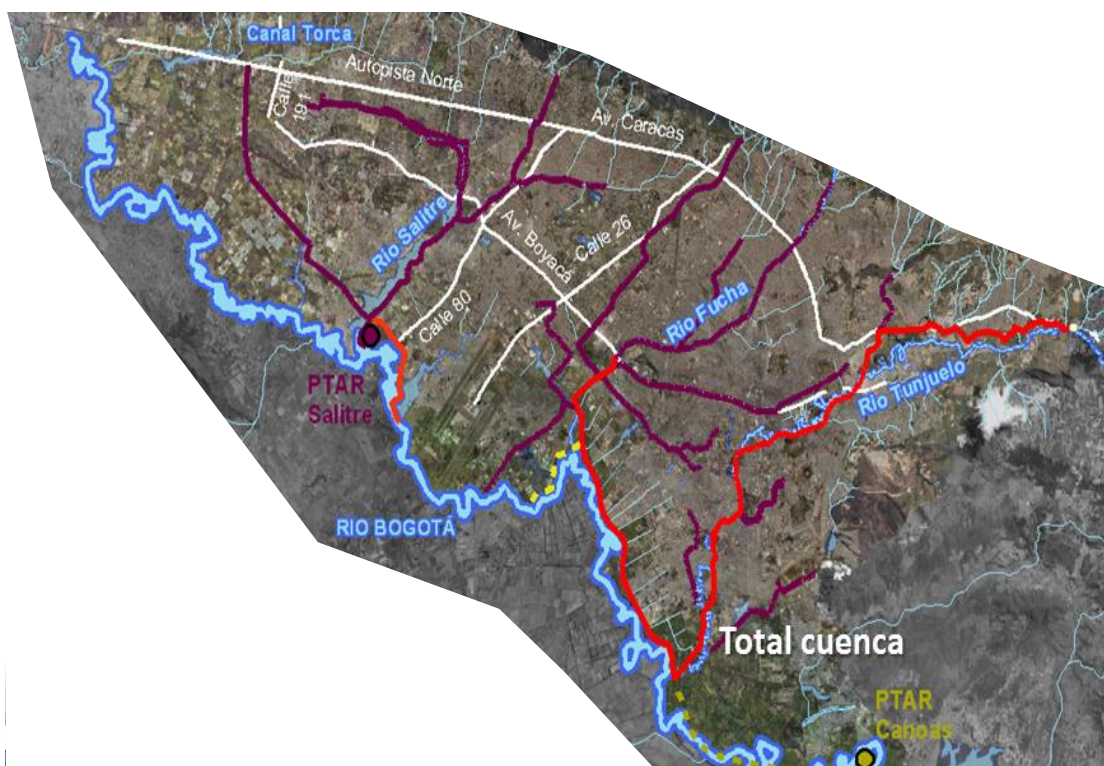 Canal Torca
Autopista Norte
Calle
191
Av. Caracas
Rio Salitre
Av. Boyacá
Calle 26
Calle 80
Rio Fucha
PTAR
Salitre
Rio Tunjuelo
RIO BOGOTÁ
Total cuenca
PTAR
Canoas